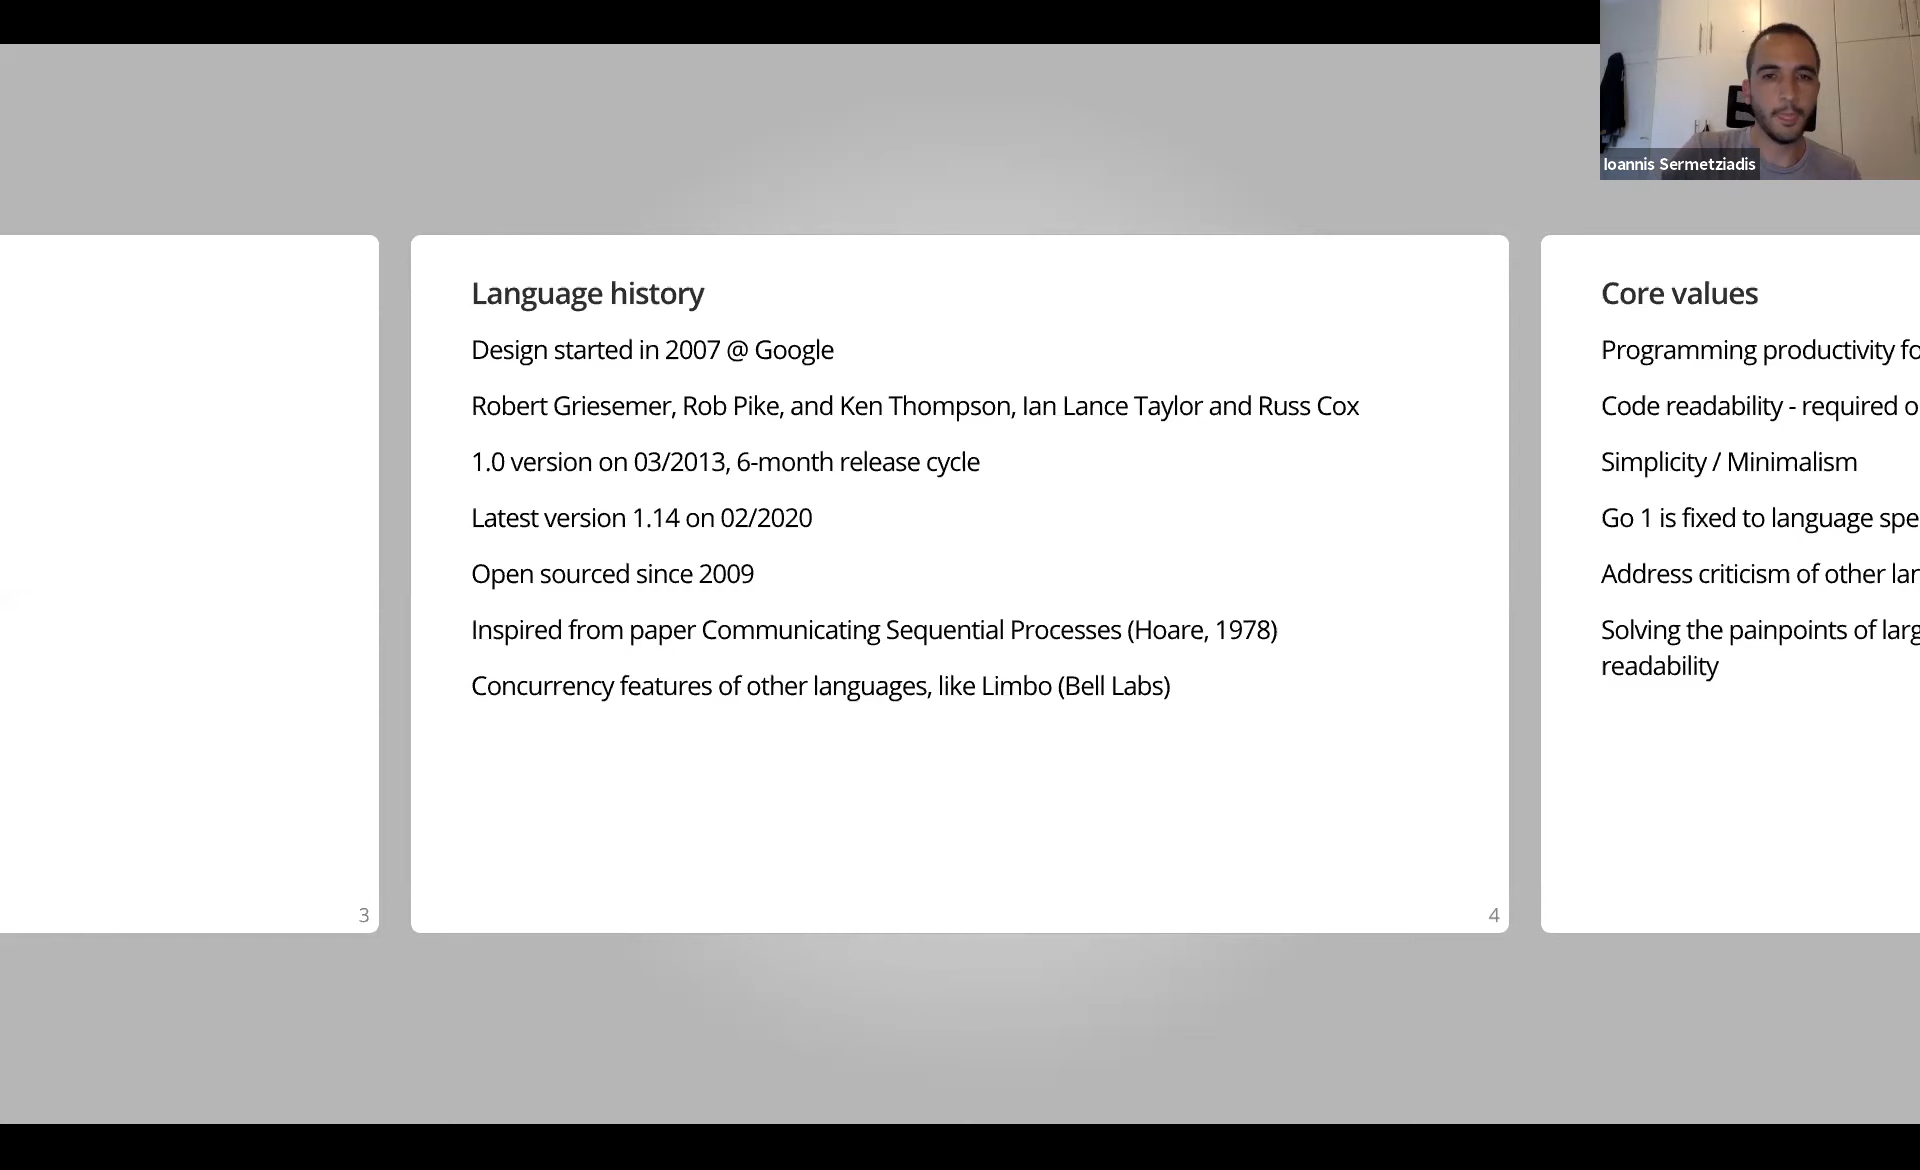 Ioannis Sermetziadis
3
Language history
Design started in 2007 @ Google
Robert Griesemer, Rob Pike, and Ken Thompson, Ian Lance Taylor and Russ Cox
1.0 version on 03/2013, 6-month release cycle
Latest version 1.14 on 02/2020
Open sourced since 2009
Inspired from paper Communicating Sequential Processes (Hoare, 1978)
Concurrency features of other languages, like Limbo (Bell Labs)
4
Core values
Programming productivity
Code readability - required
Simplicity / Minimalism
Go 1 is fixed to language
Address criticism of other
Solving the painpoints of
readability